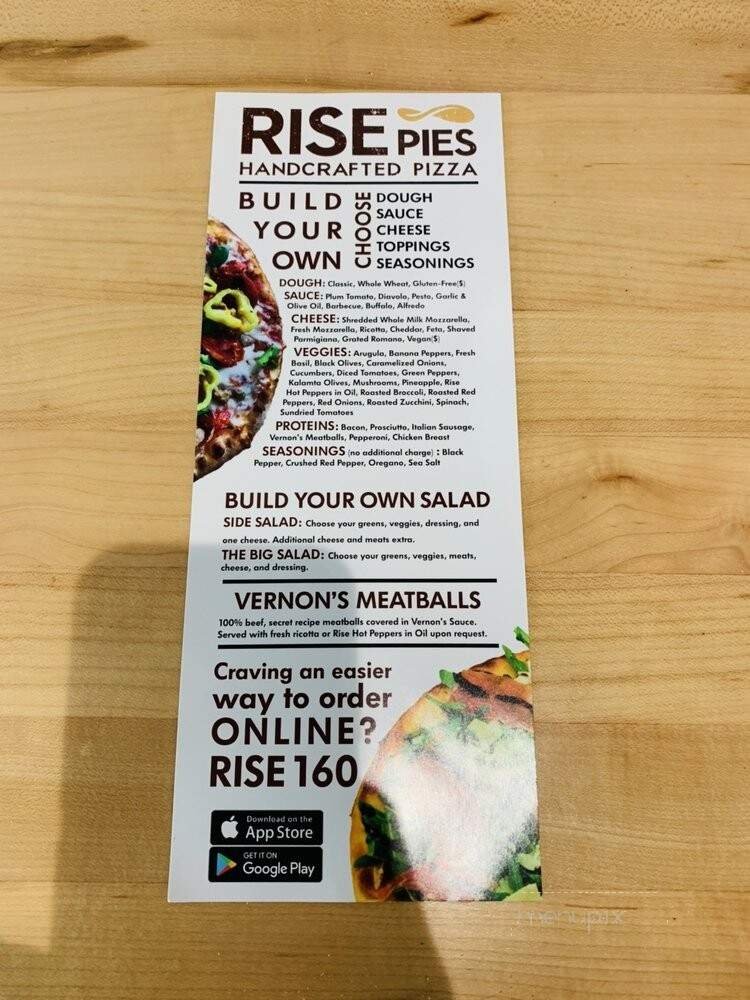 RISE PIES
HANDCRAFTED PIZZA
BUILD
YOUR
OWN
CHOOSE
DOUGH
SAUCE
CHEESE
TOPPINGS
SEASONINGS
DOUGH: Classic, Whole Wheat, Gluten-Free($)
SAUCE: Plum Tomato, Diavola, Pesto, Garlic &
Olive Oil, Barbecue, Buffalo, Alfredo
CHEESE: Shredded Whole Milk Mozzarella,
Fresh Mozzarella, Ricotta, Cheddar, Feta, Shaved
Parmigiana, Grated Romano, Vegan($)
VEGGIES: Arugula, Banana Peppers, Fresh
Basil, Black Olives, Caramelized Onions,
Cucumbers, Diced Tomatoes, Green Peppers,
Kalamta Olives, Mushrooms, Pineapple, Rise
Hot Peppers in Oil, Roasted Broccoli, Roasted Red
Peppers, Red Onions, Roasted Zucchini, Spinach,
Sundried Tomatoes
PROTEINS: Bacon, Prosciutto, Italian Sausage,
Vernon's Meatballs, Pepperoni, Chicken Breast
SEASONINGS (no additional charge) : Black
Pepper, Crushed Red Pepper, Oregano, Sea Salt
BUILD YOUR OWN SALAD
SIDE SALAD: Choose your greens, veggies, dressing, and
one cheese. Additional cheese and meats extra.
THE BIG SALAD: Choose your greens, veggies, meats,
cheese, and dressing.
VERNON'S MEATBALLS
100% beef, secret recipe meatballs covered in Vernon's Sauce.
Served with fresh ricotta or Rise Hot Peppers in Oil upon request.
Craving an easier
way to order
ONLINE?
RISE 160
Download on the
App Store
GET IT ON
Google Play
menupix